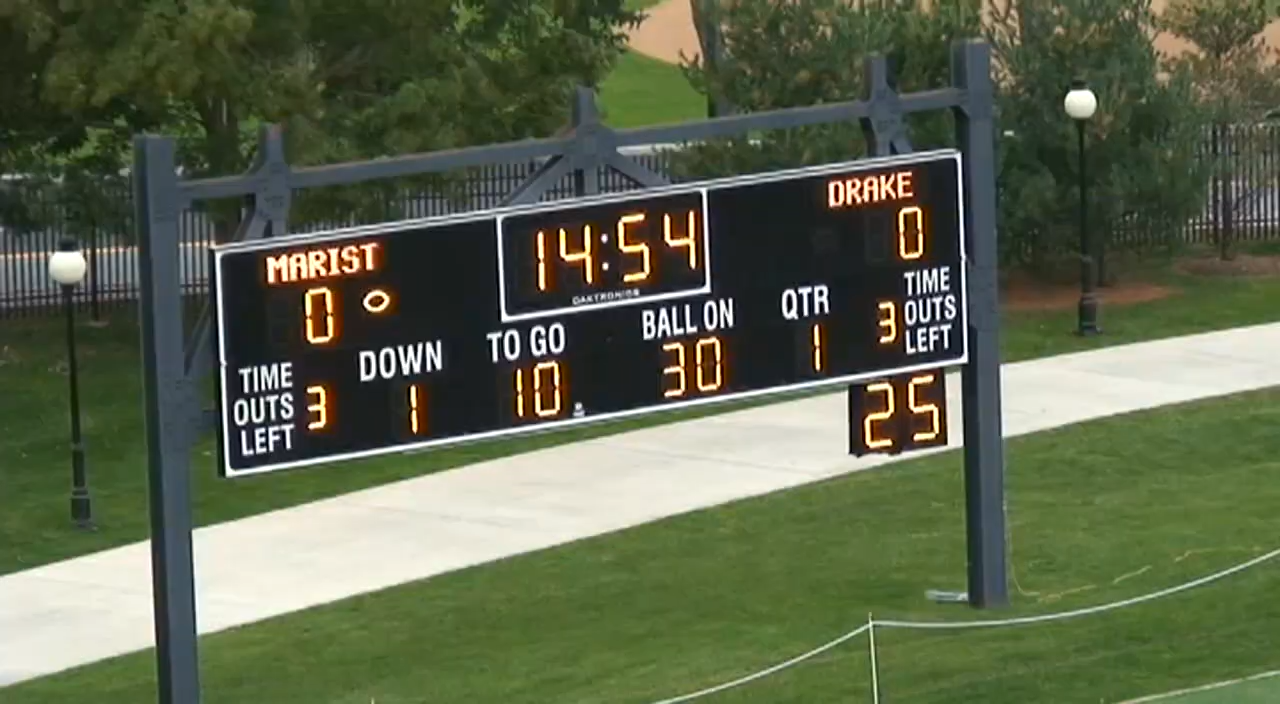 MARIST
14:54
DRAKE
0
0
DAKTRONICS
DOWN
TO GO
BALL ON
QTR
TIME
OUTS
LEFT
3
1
10
30
1
3
TIME
OUTS
LEFT
25